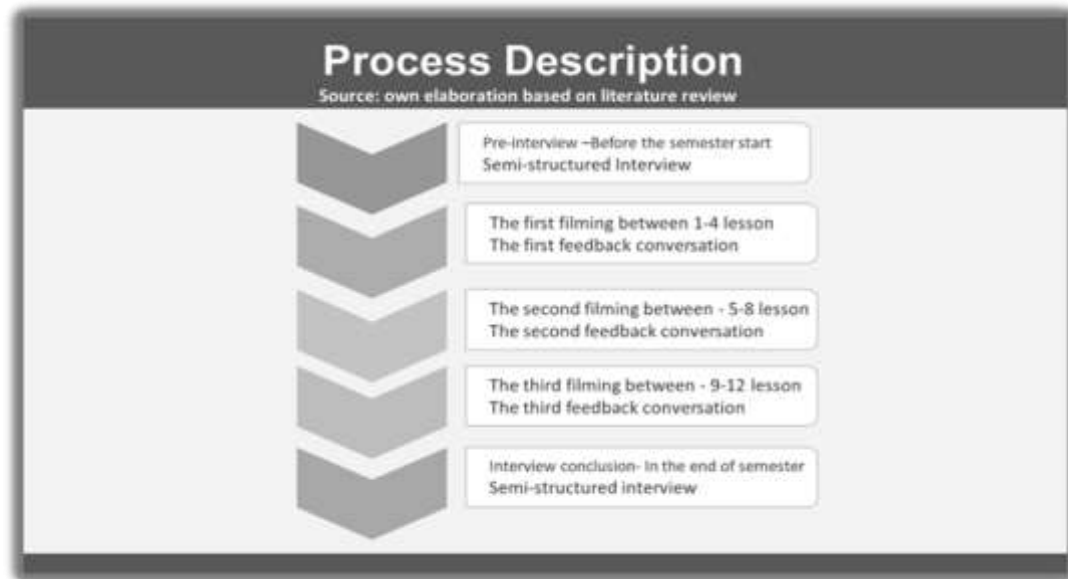 Process Description
Source: own elaboration based on literature review
Pre-interview –Before the semester start
Semi-structured Interview
The first filming between 1-4 lesson
The first feedback conversation
The second filming between - 5-8 lesson
The second feedback conversation
The third filming between - 9-12 lesson
The third feedback conversation
Interview conclusion- In the end of semester
Semi-structured interview